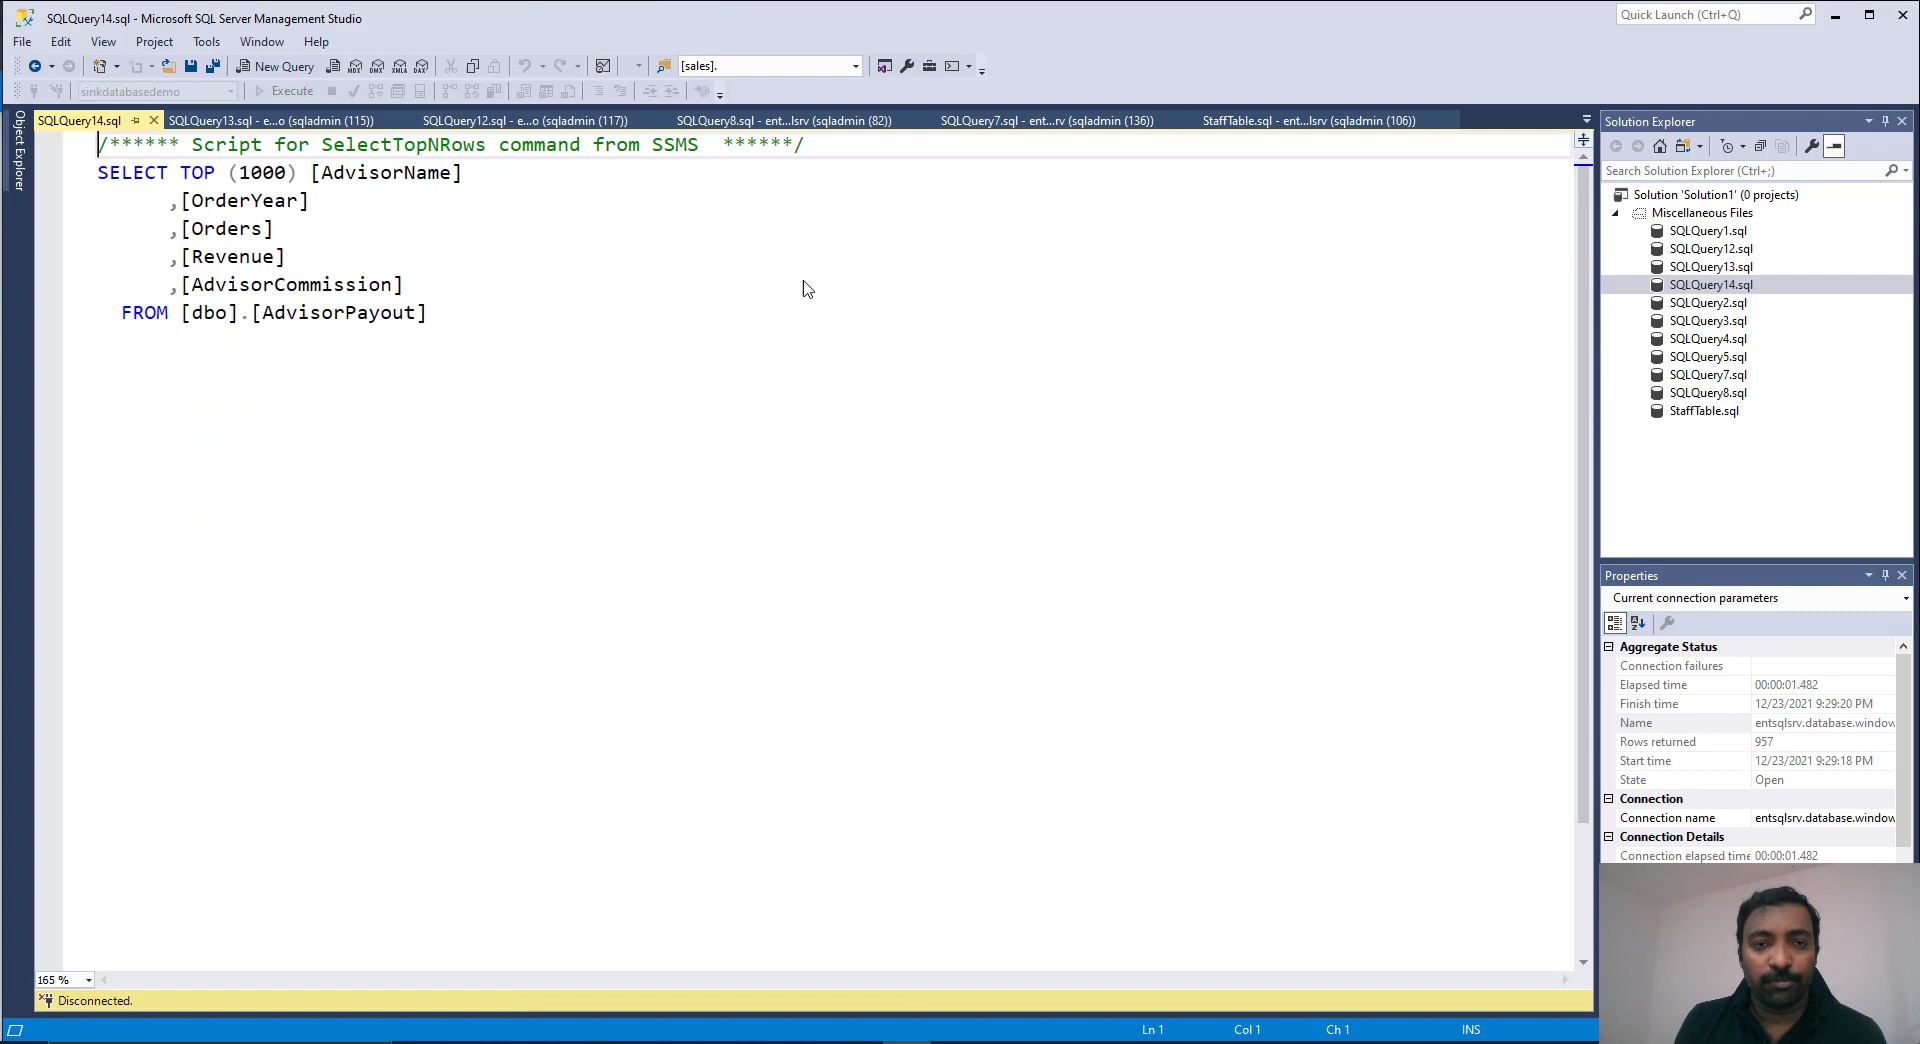 SQLQuery14.sql - Microsoft SQL Server Management Studio
Quick Launch (Ctrl+Q)
File Edit View Project Tools Window Help
New Query
MDX DMX XMLA DAX
[sales].
sinkdatabasedemo
Execute
Object Explorer
SQLQuery14.sql
SQLQuery13.sql - e...o (sqladmin (115))
SQLQuery12.sql - e...o (sqladmin (117))
SQLQuery8.sql - ent...lsrv (sqladmin (82))
SQLQuery7.sql - ent...rv (sqladmin (136))
StaffTable.sql - ent...lsrv (sqladmin (106))
/****** Script for SelectTopNRows command from SSMS  ******/
SELECT TOP (1000) [AdvisorName]
,[OrderYear]
,[Orders]
,[Revenue]
,[AdvisorCommission]
FROM [dbo].[AdvisorPayout]
165 %
Disconnected.
Ln 1 Col 1 Ch 1 INS
Solution Explorer
Search Solution Explorer (Ctrl+;)
Solution 'Solution1' (0 projects)
Miscellaneous Files
SQLQuery1.sql
SQLQuery12.sql
SQLQuery13.sql
SQLQuery14.sql
SQLQuery2.sql
SQLQuery3.sql
SQLQuery4.sql
SQLQuery5.sql
SQLQuery7.sql
SQLQuery8.sql
StaffTable.sql
Properties
Current connection parameters
Aggregate Status
Connection failures
Elapsed time 00:00:01.482
Finish time 12/23/2021 9:29:20 PM
Name entsqlsrv.database.window
Rows returned 957
Start time 12/23/2021 9:29:18 PM
State Open
Connection
Connection name entsqlsrv.database.window
Connection Details
Connection elapsed time 00:00:01.482